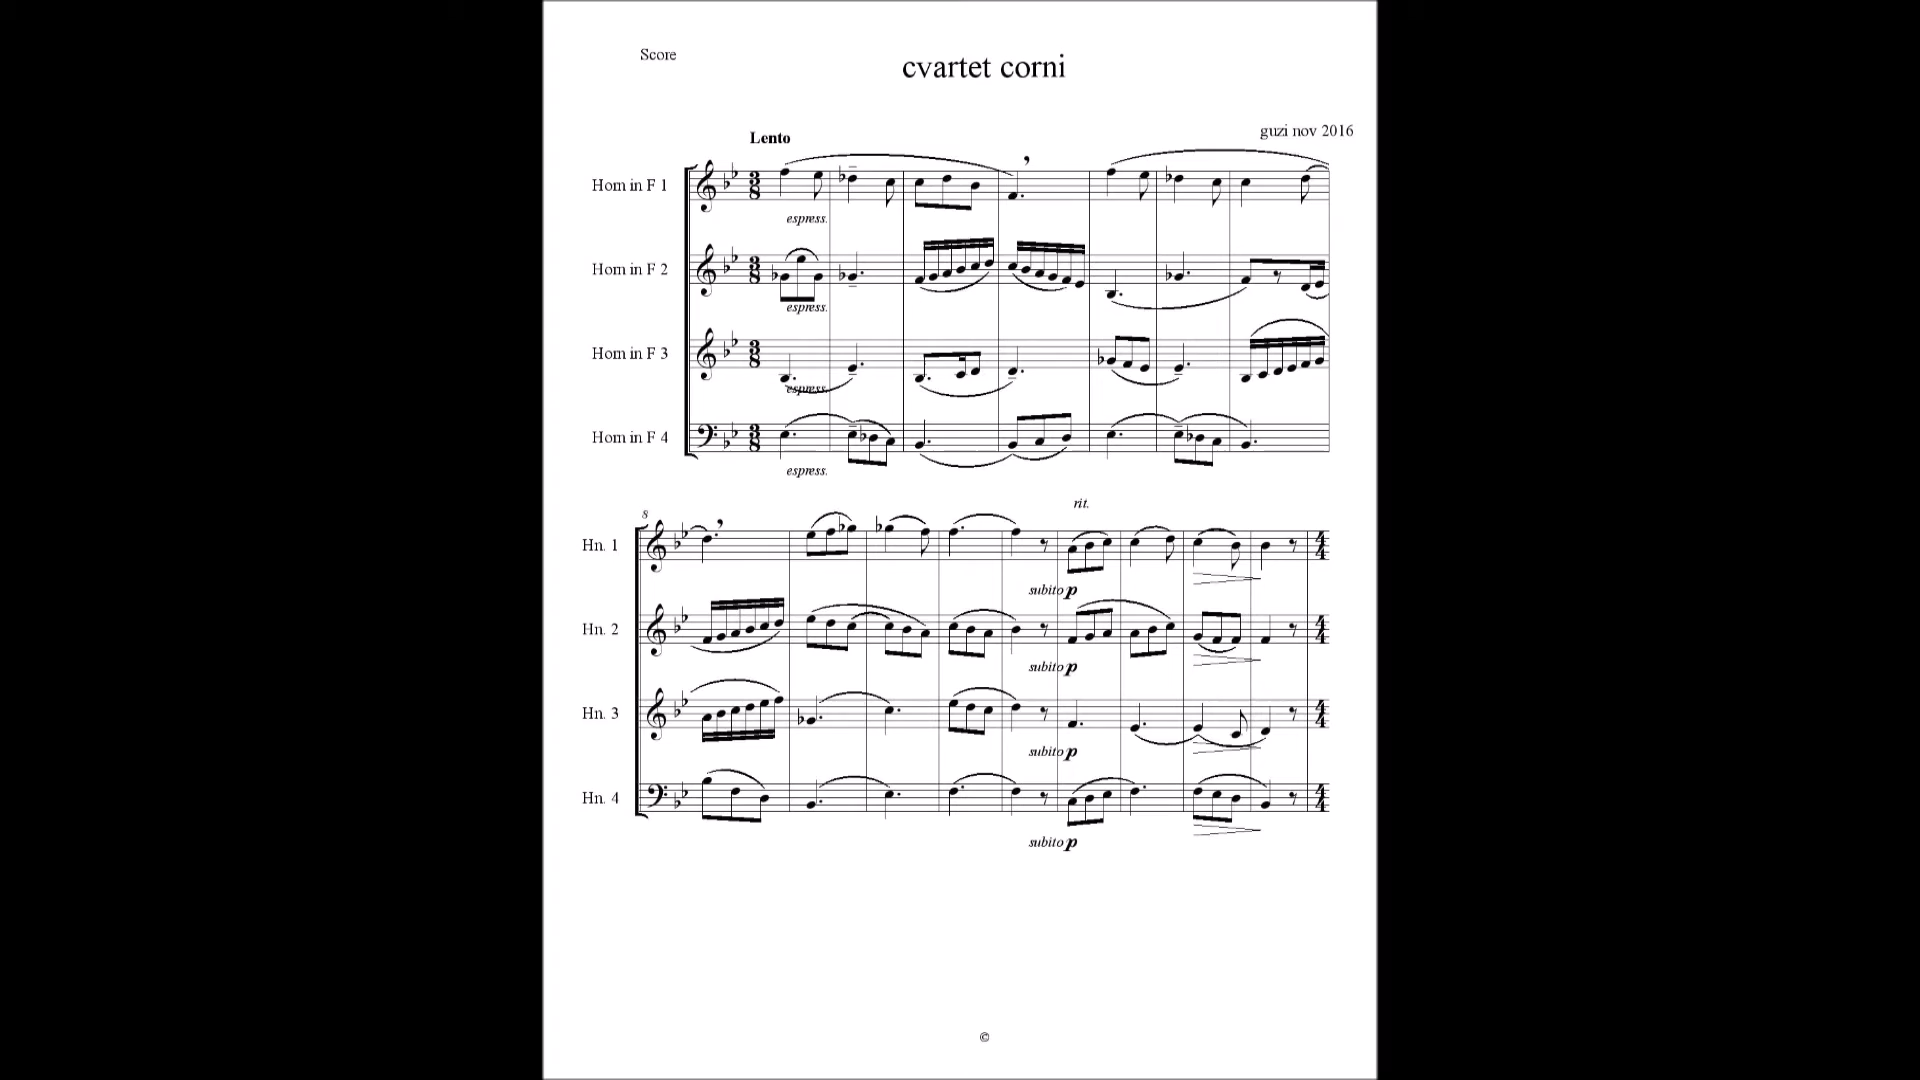 Score
cvartet corni
guzi nov 2016
Lento
Horn in F 1
espress.
Horn in F 2
espress.
Horn in F 3
espress.
Horn in F 4
espress.
8
rit.
Hn. 1
subito p
Hn. 2
subito p
Hn. 3
subito p
Hn. 4
subito p
©